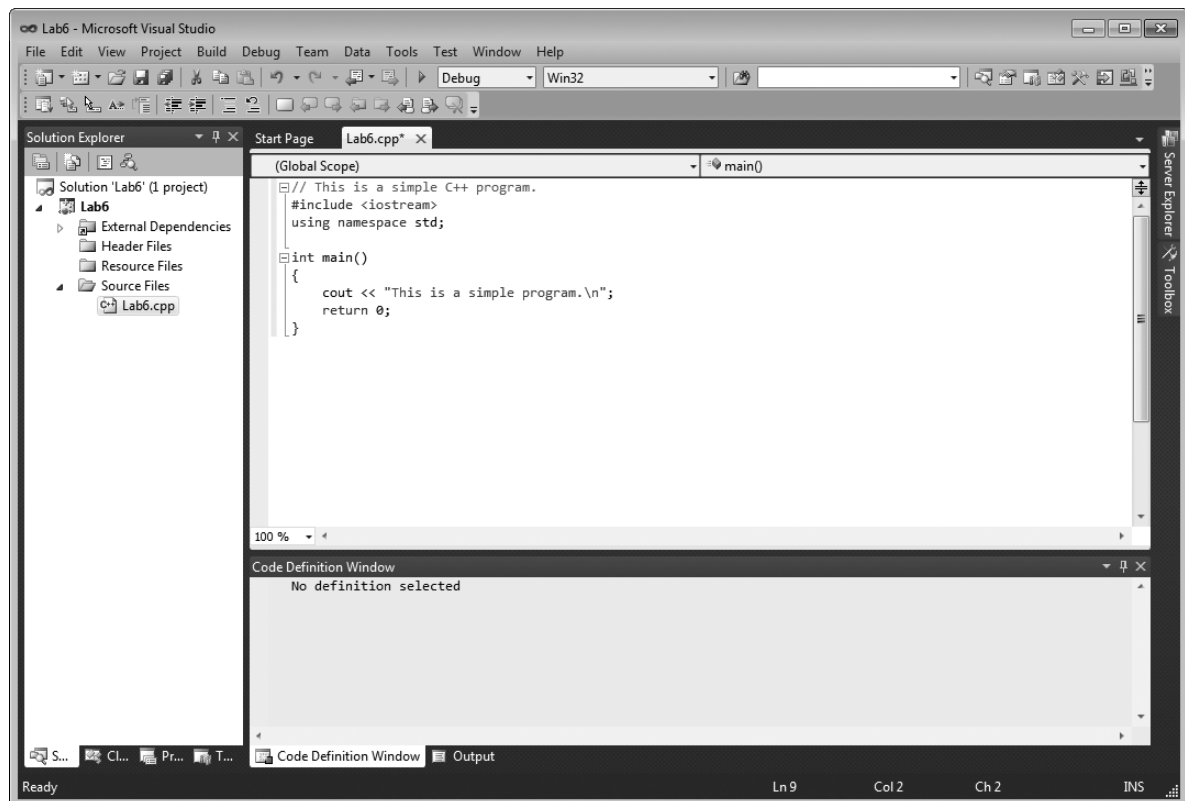 Lab6 - Microsoft Visual Studio
File Edit View Project Build Debug Team Data Tools Test Window Help
Debug Win32
Solution Explorer
Start Page Lab6.cpp*
(Global Scope) main()
Solution 'Lab6' (1 project)
Lab6
External Dependencies
Header Files
Resource Files
Source Files
Lab6.cpp
// This is a simple C++ program.
#include <iostream>
using namespace std;
int main()
{
cout << "This is a simple program.\n";
return 0;
}
100 %
Code Definition Window
No definition selected
S... Cl... Pr... T...
Code Definition Window Output
Server Explorer
Toolbox
Ready Ln 9 Col 2 Ch 2 INS